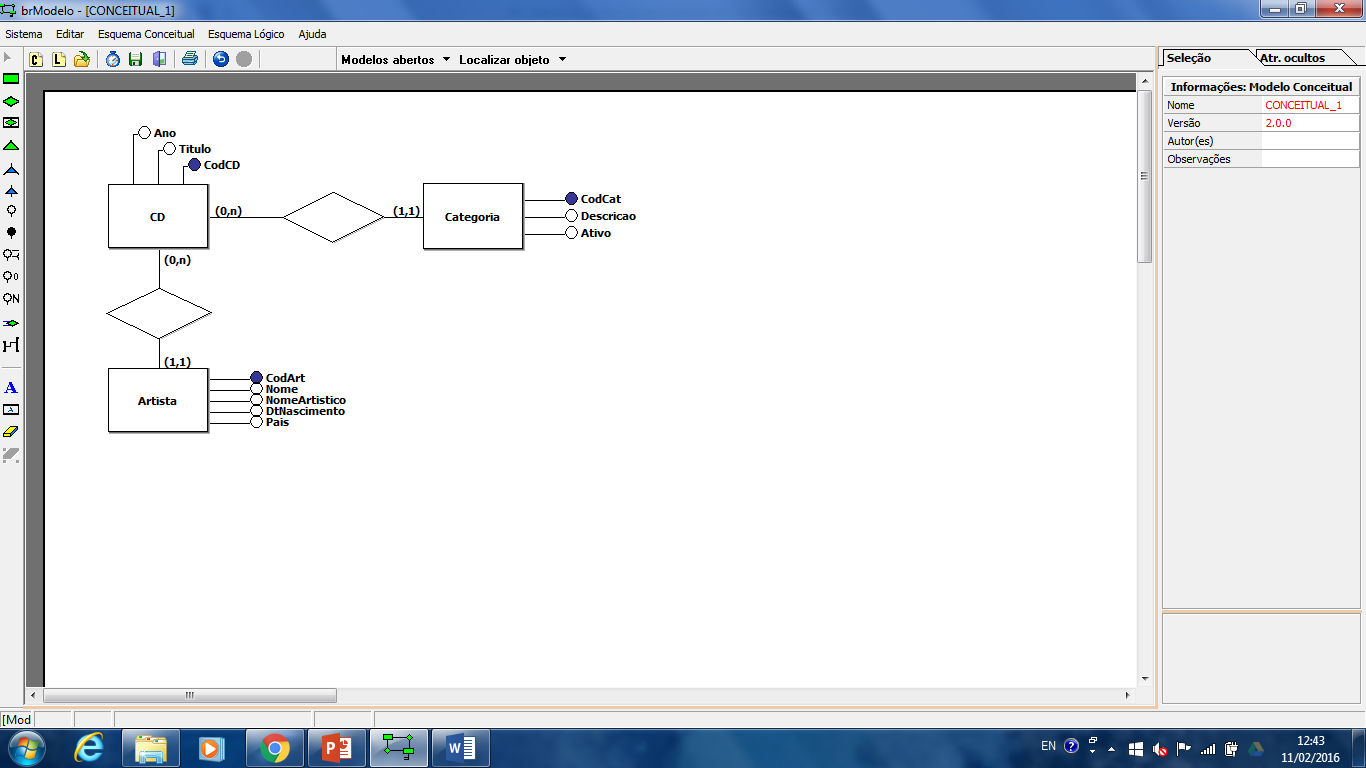 brModelo - [CONCEITUAL_1]
Sistema Editar Esquema Conceitual Esquema Lógico Ajuda
C L Modelos abertos Localizar objeto
Seleção Atr. ocultos
Informações: Modelo Conceitual
Nome CONCEITUAL_1
Versão 2.0.0
Autor(es)
Observações
Ano
Titulo
CodCD
CD
(0,n)
(1,1)
Categoria
CodCat
Descricao
Ativo
(0,n)
(1,1)
Artista
CodArt
Nome
NomeArtistico
DtNascimento
Pais
0
N
A
A
[Mod
EN
12:43
11/02/2016